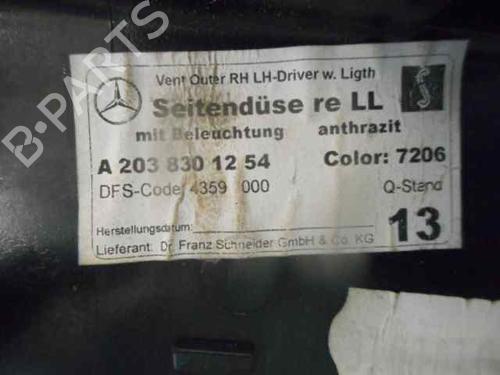 B-PARTS
Vent Outer RH LH-Driver w. Ligth
Seitendüse re LL
mit Beleuchtung anthrazit
A 203 830 12 54 Color: 7206
DFS-Code 4359 000 Q-Stand
Herstellungsdatum: 13
Lieferant: Dr. Franz Schneider GmbH & Co. KG